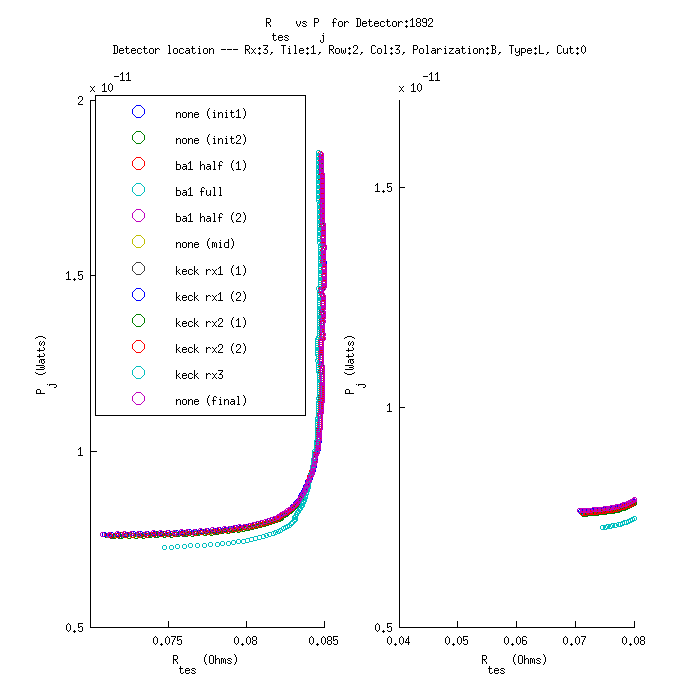 R tes vs P j for Detector:1892
Detector location --- Rx:3, Tile:1, Row:2, Col:3, Polarization:B, Type:L, Cut:0
x 10^-11
x 10^-11
2
1.5
1
0.5
none (init1)
none (init2)
ba1 half (1)
ba1 full
ba1 half (2)
none (mid)
keck rx1 (1)
keck rx1 (2)
keck rx2 (1)
keck rx2 (2)
keck rx3
none (final)
P j (Watts)
0.075 0.08 0.085
R tes (Ohms)
1.5
1
0.5
P j (Watts)
0.04 0.05 0.06 0.07 0.08
R tes (Ohms)